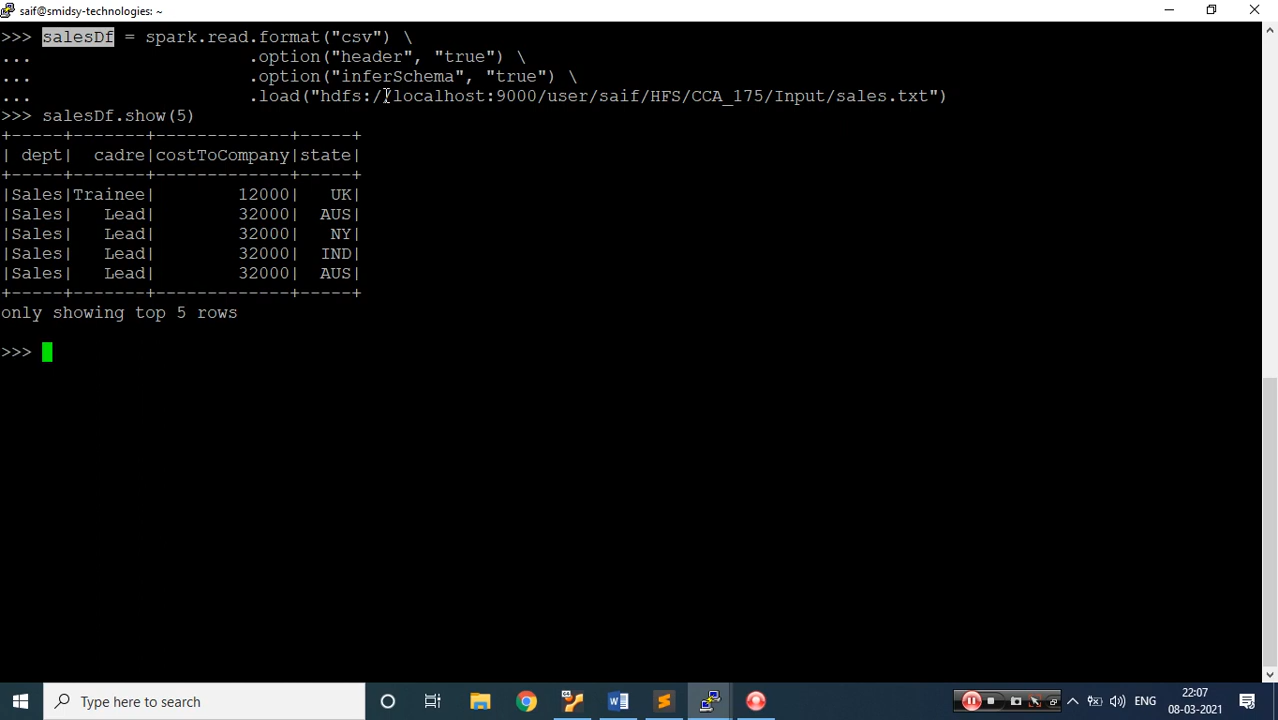 saif@smidsy-technologies: ~
>>> salesDf = spark.read.format("csv") \
... .option("header", "true") \
... .option("inferSchema", "true") \
... .load("hdfs://localhost:9000/user/saif/HFS/CCA_175/Input/sales.txt")
>>> salesDf.show(5)
+-----+-------+-------------+-----+
| dept|  cadre|costToCompany|state|
+-----+-------+-------------+-----+
|Sales|Trainee|        12000|   UK|
|Sales|   Lead|        32000|  AUS|
|Sales|   Lead|        32000|   NY|
|Sales|   Lead|        32000|  IND|
|Sales|   Lead|        32000|  AUS|
+-----+-------+-------------+-----+
only showing top 5 rows
>>>
Type here to search
ENG
22:07
08-03-2021